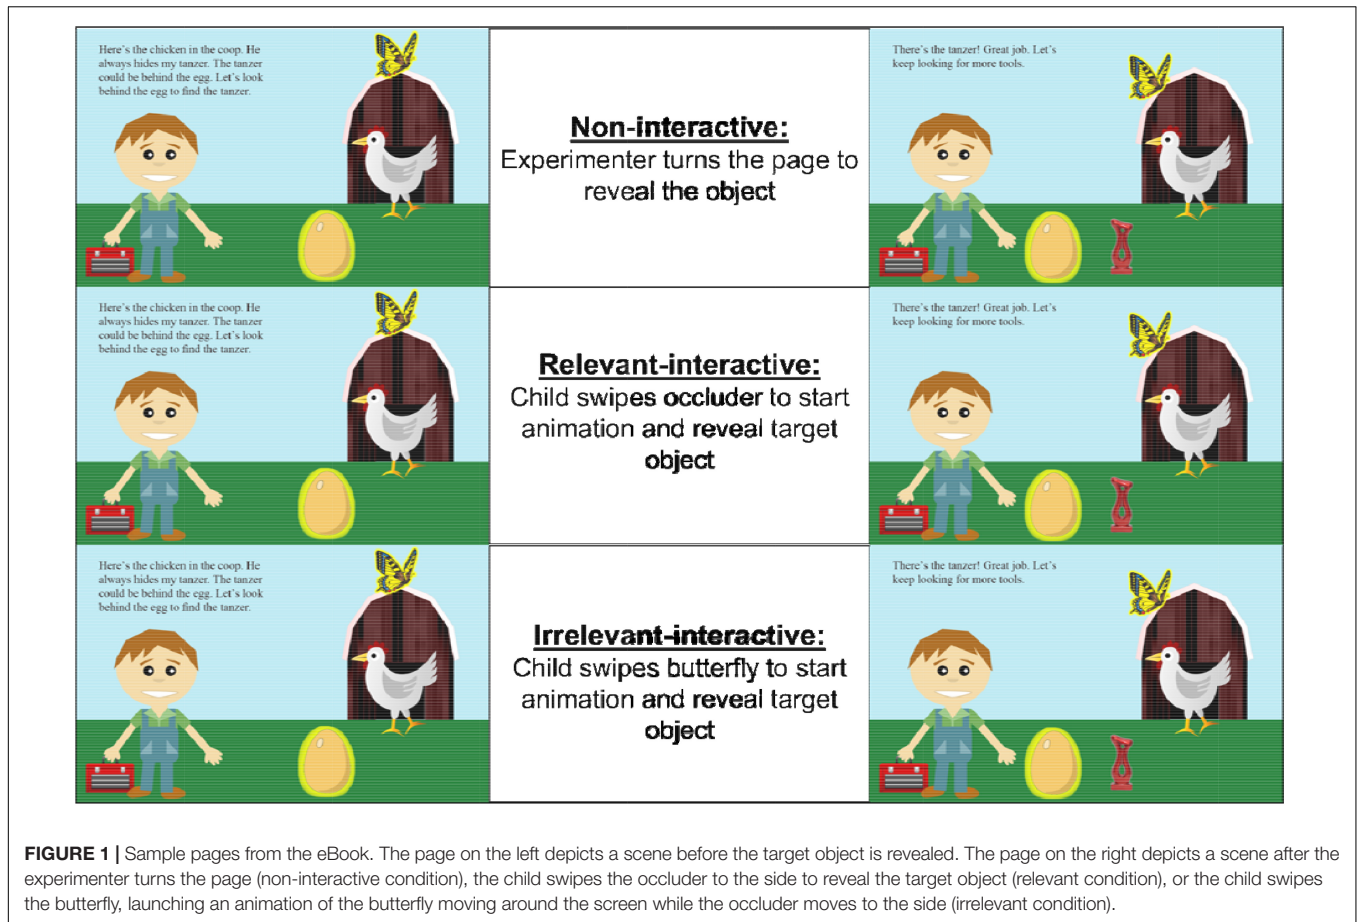 Here's the chicken in the coop. He
always hides my tanzer. The tanzer
could be behind the egg. Let's look
behind the egg to find the tanzer.
Non-interactive:
Experimenter turns the page to
reveal the object
There's the tanzer! Great job. Let's
keep looking for more tools.
Here's the chicken in the coop. He
always hides my tanzer. The tanzer
could be behind the egg. Let's look
behind the egg to find the tanzer.
Relevant-interactive:
Child swipes occluder to start
animation and reveal target
object
There's the tanzer! Great job. Let's
keep looking for more tools.
Here's the chicken in the coop. He
always hides my tanzer. The tanzer
could be behind the egg. Let's look
behind the egg to find the tanzer.
Irrelevant-interactive:
Child swipes butterfly to start
animation and reveal target
object
There's the tanzer! Great job. Let's
keep looking for more tools.
FIGURE 1 | Sample pages from the eBook. The page on the left depicts a scene before the target object is revealed. The page on the right depicts a scene after the
experimenter turns the page (non-interactive condition), the child swipes the occluder to the side to reveal the target object (relevant condition), or the child swipes
the butterfly, launching an animation of the butterfly moving around the screen while the occluder moves to the side (irrelevant condition).